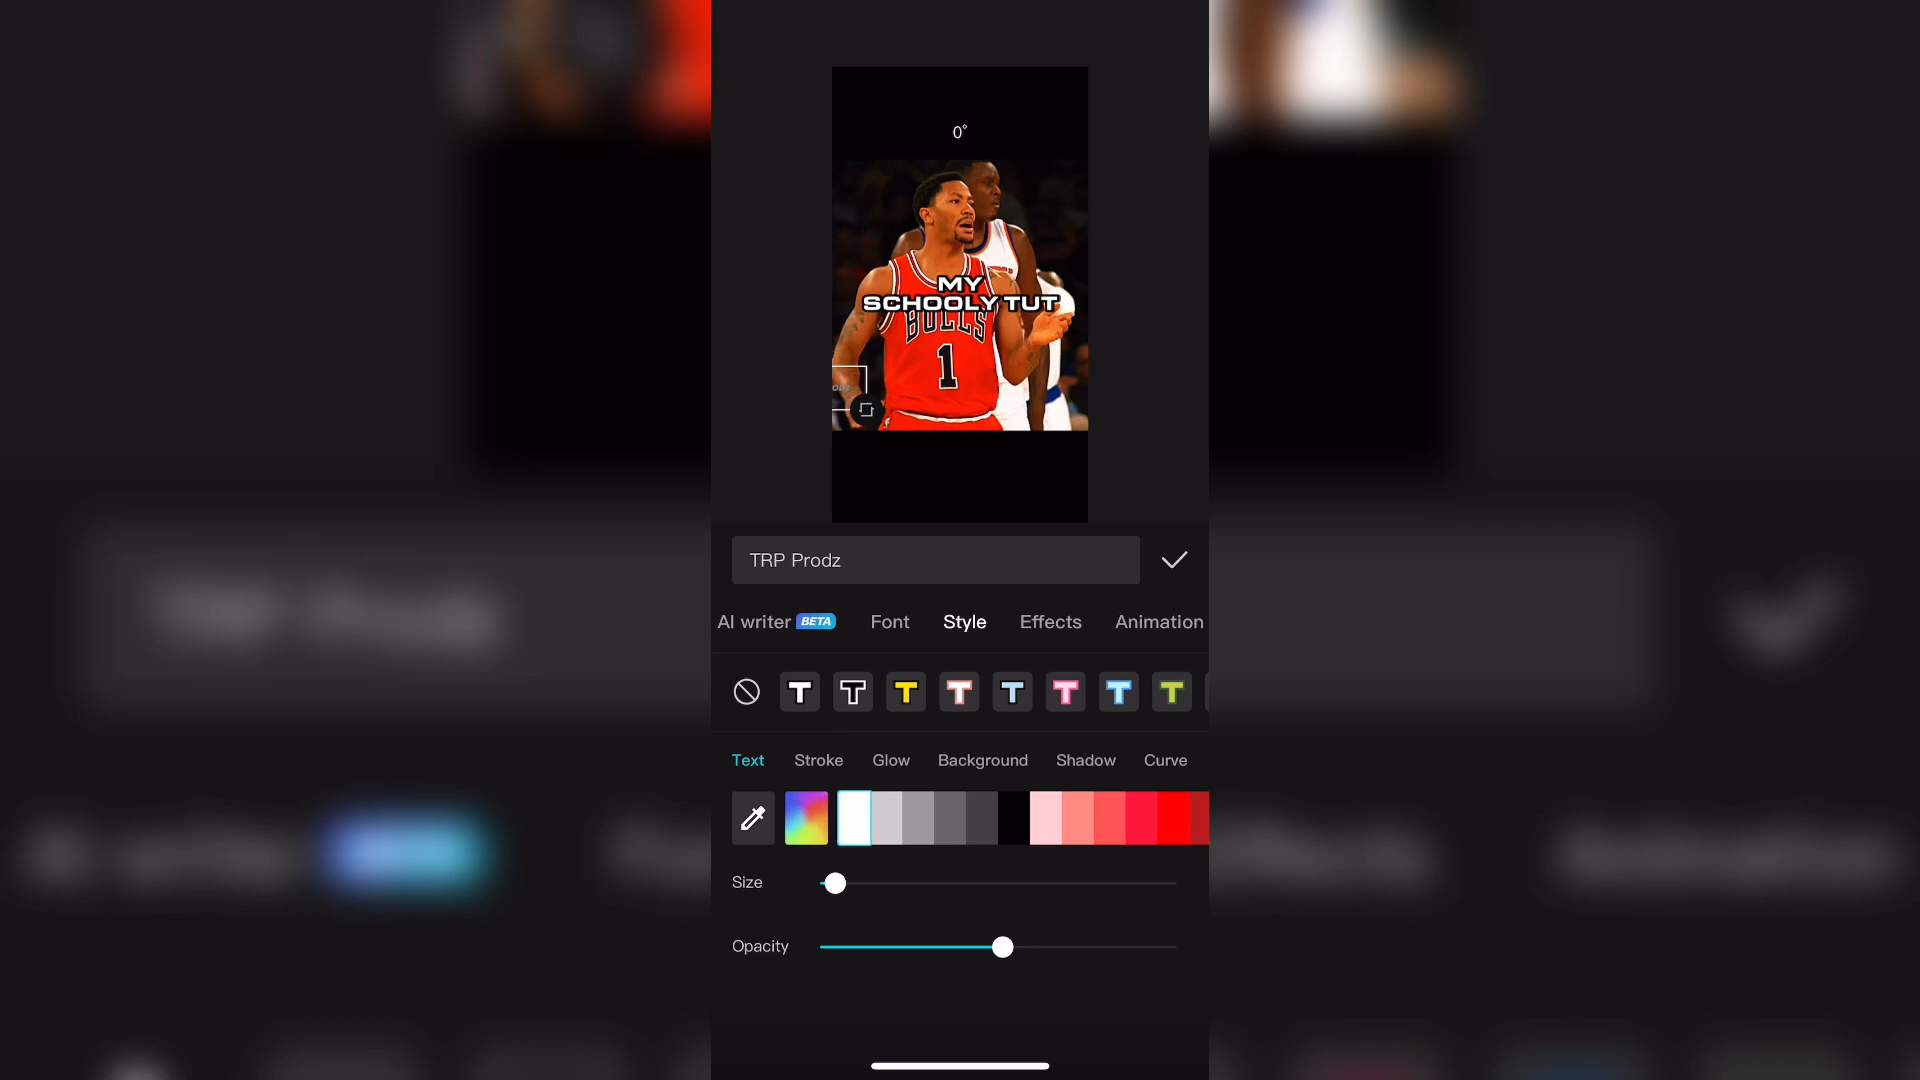 0°
MY
SCHOOLY TUT
BULLS
1
TRP Prodz
AI writer BETA Font Style Effects Animation
T T T T T T T T
Text Stroke Glow Background Shadow Curve
Size
Opacity